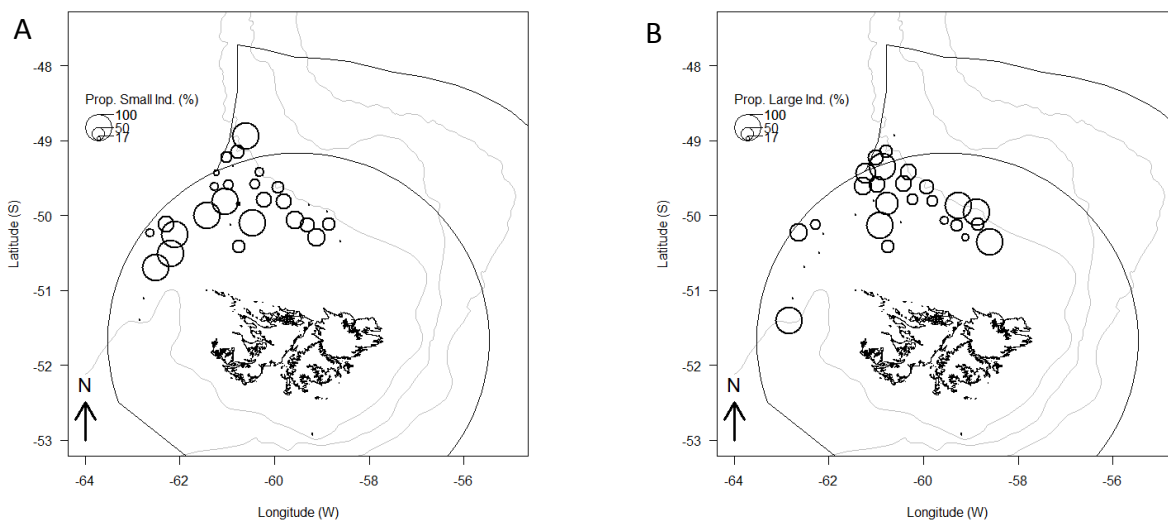 A
Prop. Small Ind. (%)
100
50
17
-48
-49
-50
-51
-52
-53
Latitude (S)
N
-64 -62 -60 -58 -56
Longitude (W)
B
Prop. Large Ind. (%)
100
50
17
-48
-49
-50
-51
-52
-53
Latitude (S)
N
-64 -62 -60 -58 -56
Longitude (W)